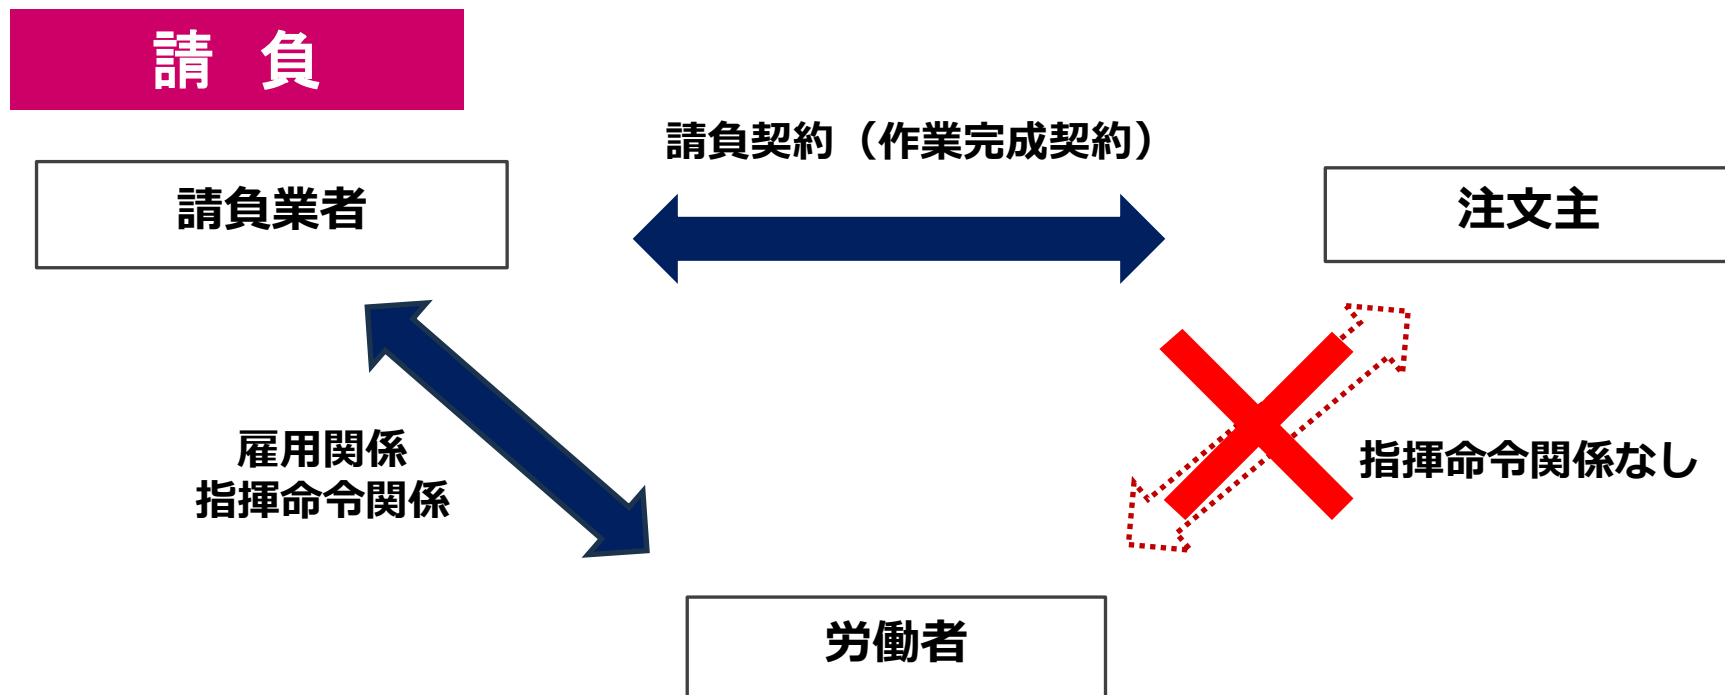 請 負
請負契約（作業完成契約）
請負業者
注文主
雇用関係
指揮命令関係
指揮命令関係なし
労働者